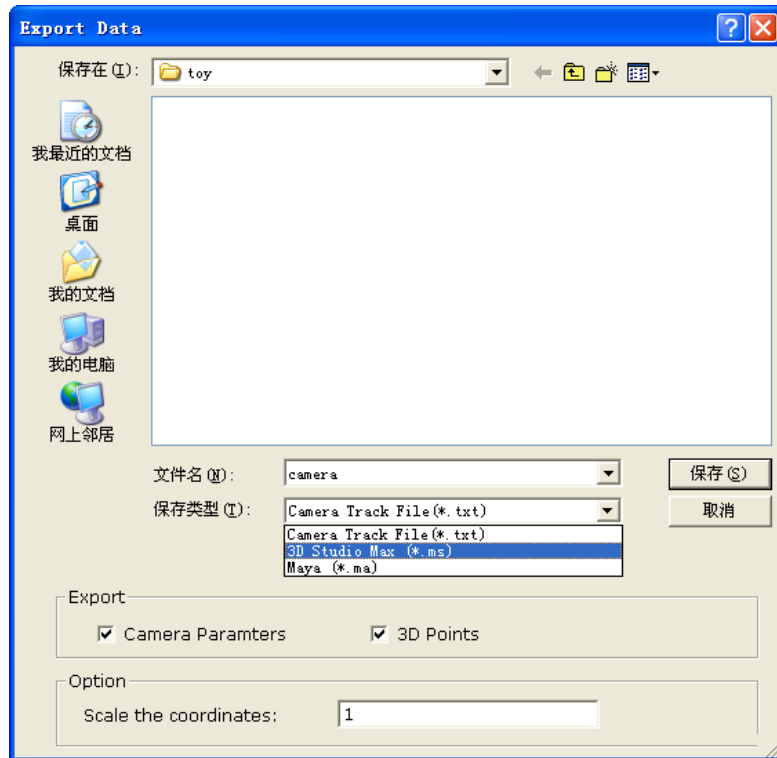 Export Data
保存在(I):
toy
我最近的文档
桌面
我的文档
我的电脑
网上邻居
文件名(N):
camera
保存(S)
保存类型(T):
Camera Track File(*.txt)
取消
Camera Track File(*.txt)
3D Studio Max (*.ms)
Maya (*.ma)
Export
Camera Paramters
3D Points
Option
Scale the coordinates:
1